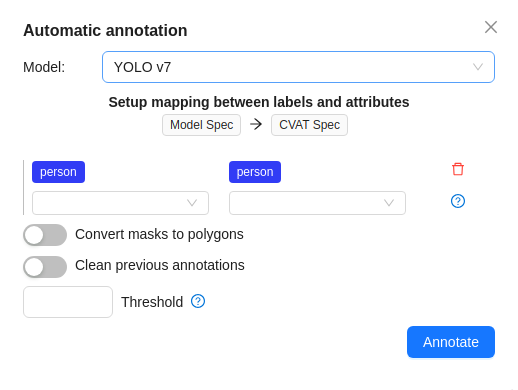 Automatic annotation
Model: YOLO v7
Setup mapping between labels and attributes
Model Spec → CVAT Spec
person person
Convert masks to polygons
Clean previous annotations
Threshold
Annotate